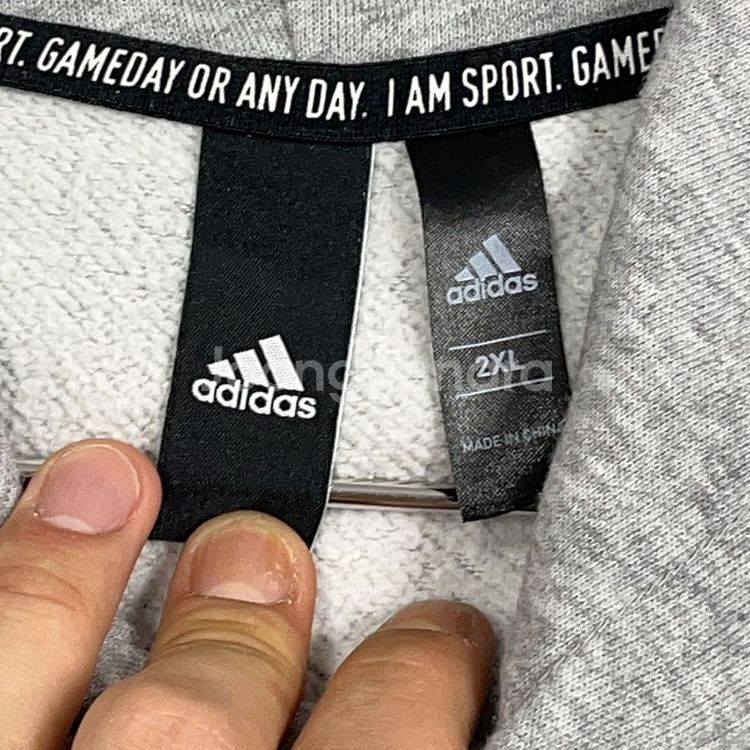 RT. GAMEDAY OR ANY DAY. I AM SPORT. GAME
adidas
adidas
2XL
MADE IN CHINA